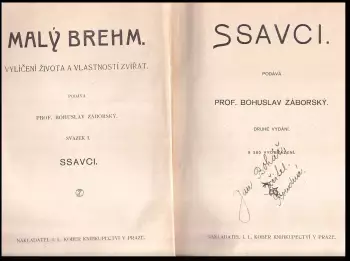 MALÝ BREHM.
VYLÍČENÍ ŽIVOTA A VLASTNOSTÍ ZVÍŘAT.
PODÁVÁ
PROF. BOHUSLAV ZÁBORSKÝ.
SVAZEK I.
SSAVCI.
NAKLADATEL I. L. KOBER KNIHKUPECTVÍ V PRAZE.
SSAVCI.
PODÁVÁ
PROF. BOHUSLAV ZÁBORSKÝ.
DRUHÉ VYDÁNÍ.
Jan
NAKLADATEL I. L. KOBER KNIHKUPECTVÍ V PRAZE.